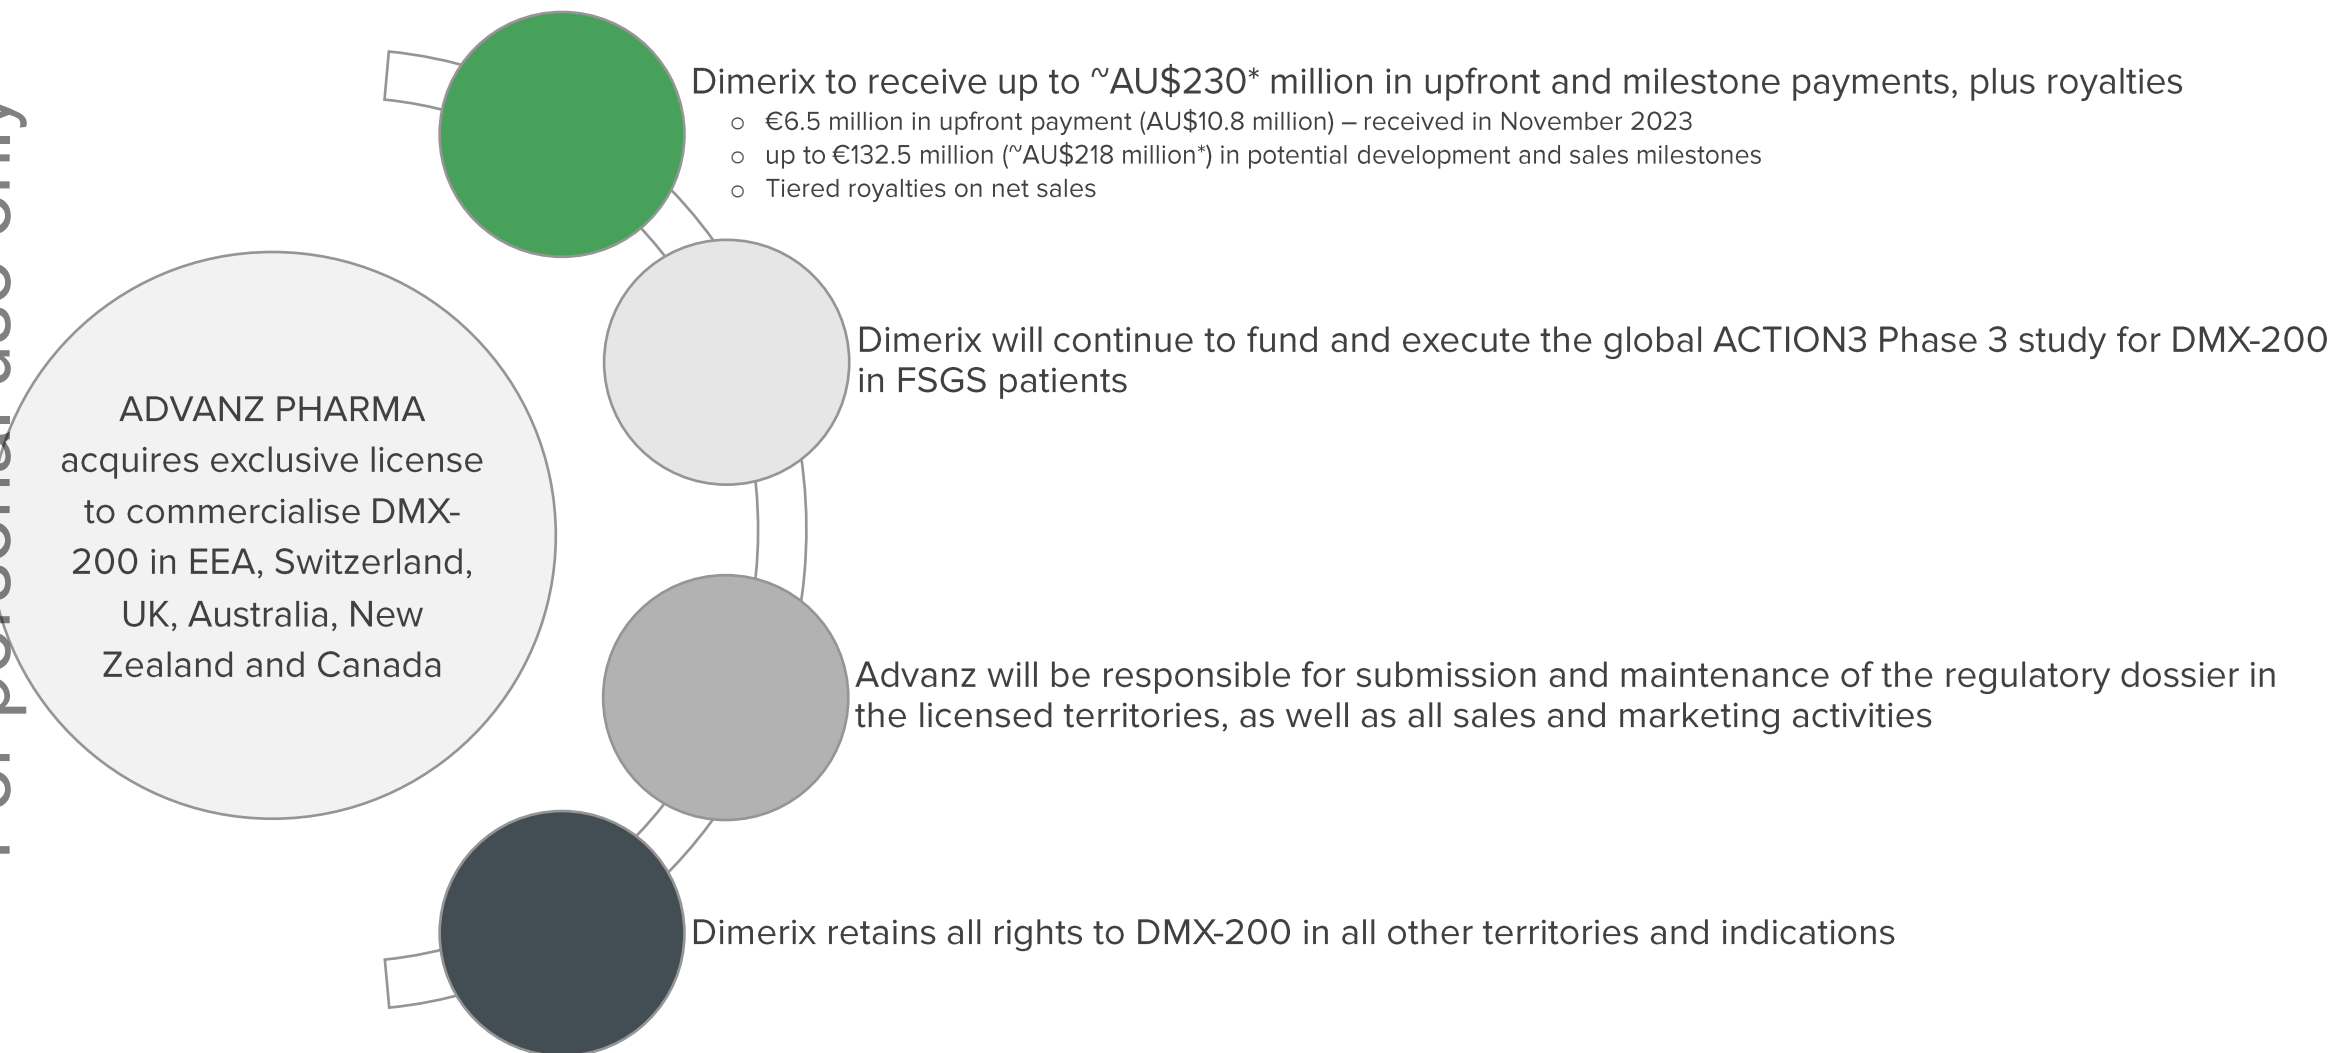 ADVANZ PHARMA
acquires exclusive license
to commercialise DMX-
200 in EEA, Switzerland,
UK, Australia, New
Zealand and Canada
Dimerix to receive up to ~AU$230* million in upfront and milestone payments, plus royalties
○ €6.5 million in upfront payment (AU$10.8 million) – received in November 2023
○ up to €132.5 million (~AU$218 million*) in potential development and sales milestones
○ Tiered royalties on net sales
Dimerix will continue to fund and execute the global ACTION3 Phase 3 study for DMX-200
in FSGS patients
Advanz will be responsible for submission and maintenance of the regulatory dossier in
the licensed territories, as well as all sales and marketing activities
Dimerix retains all rights to DMX-200 in all other territories and indications